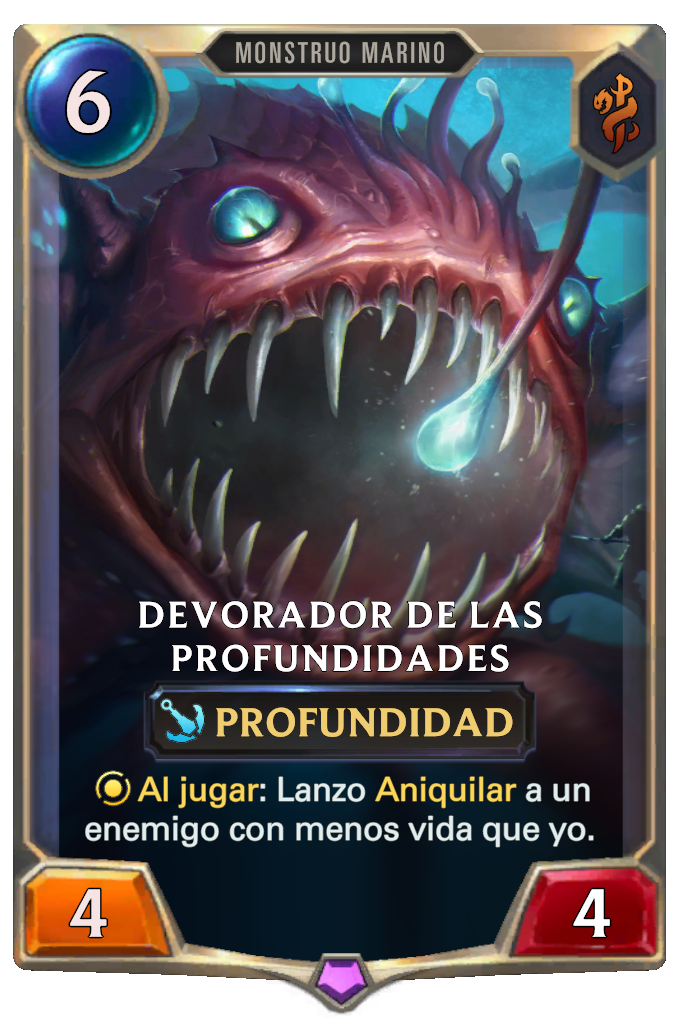 MONSTRUO MARINO
6
DEVORADOR DE LAS
PROFUNDIDADES
PROFUNDIDAD
Al jugar: Lanzo Aniquilar a un
enemigo con menos vida que yo.
4
4